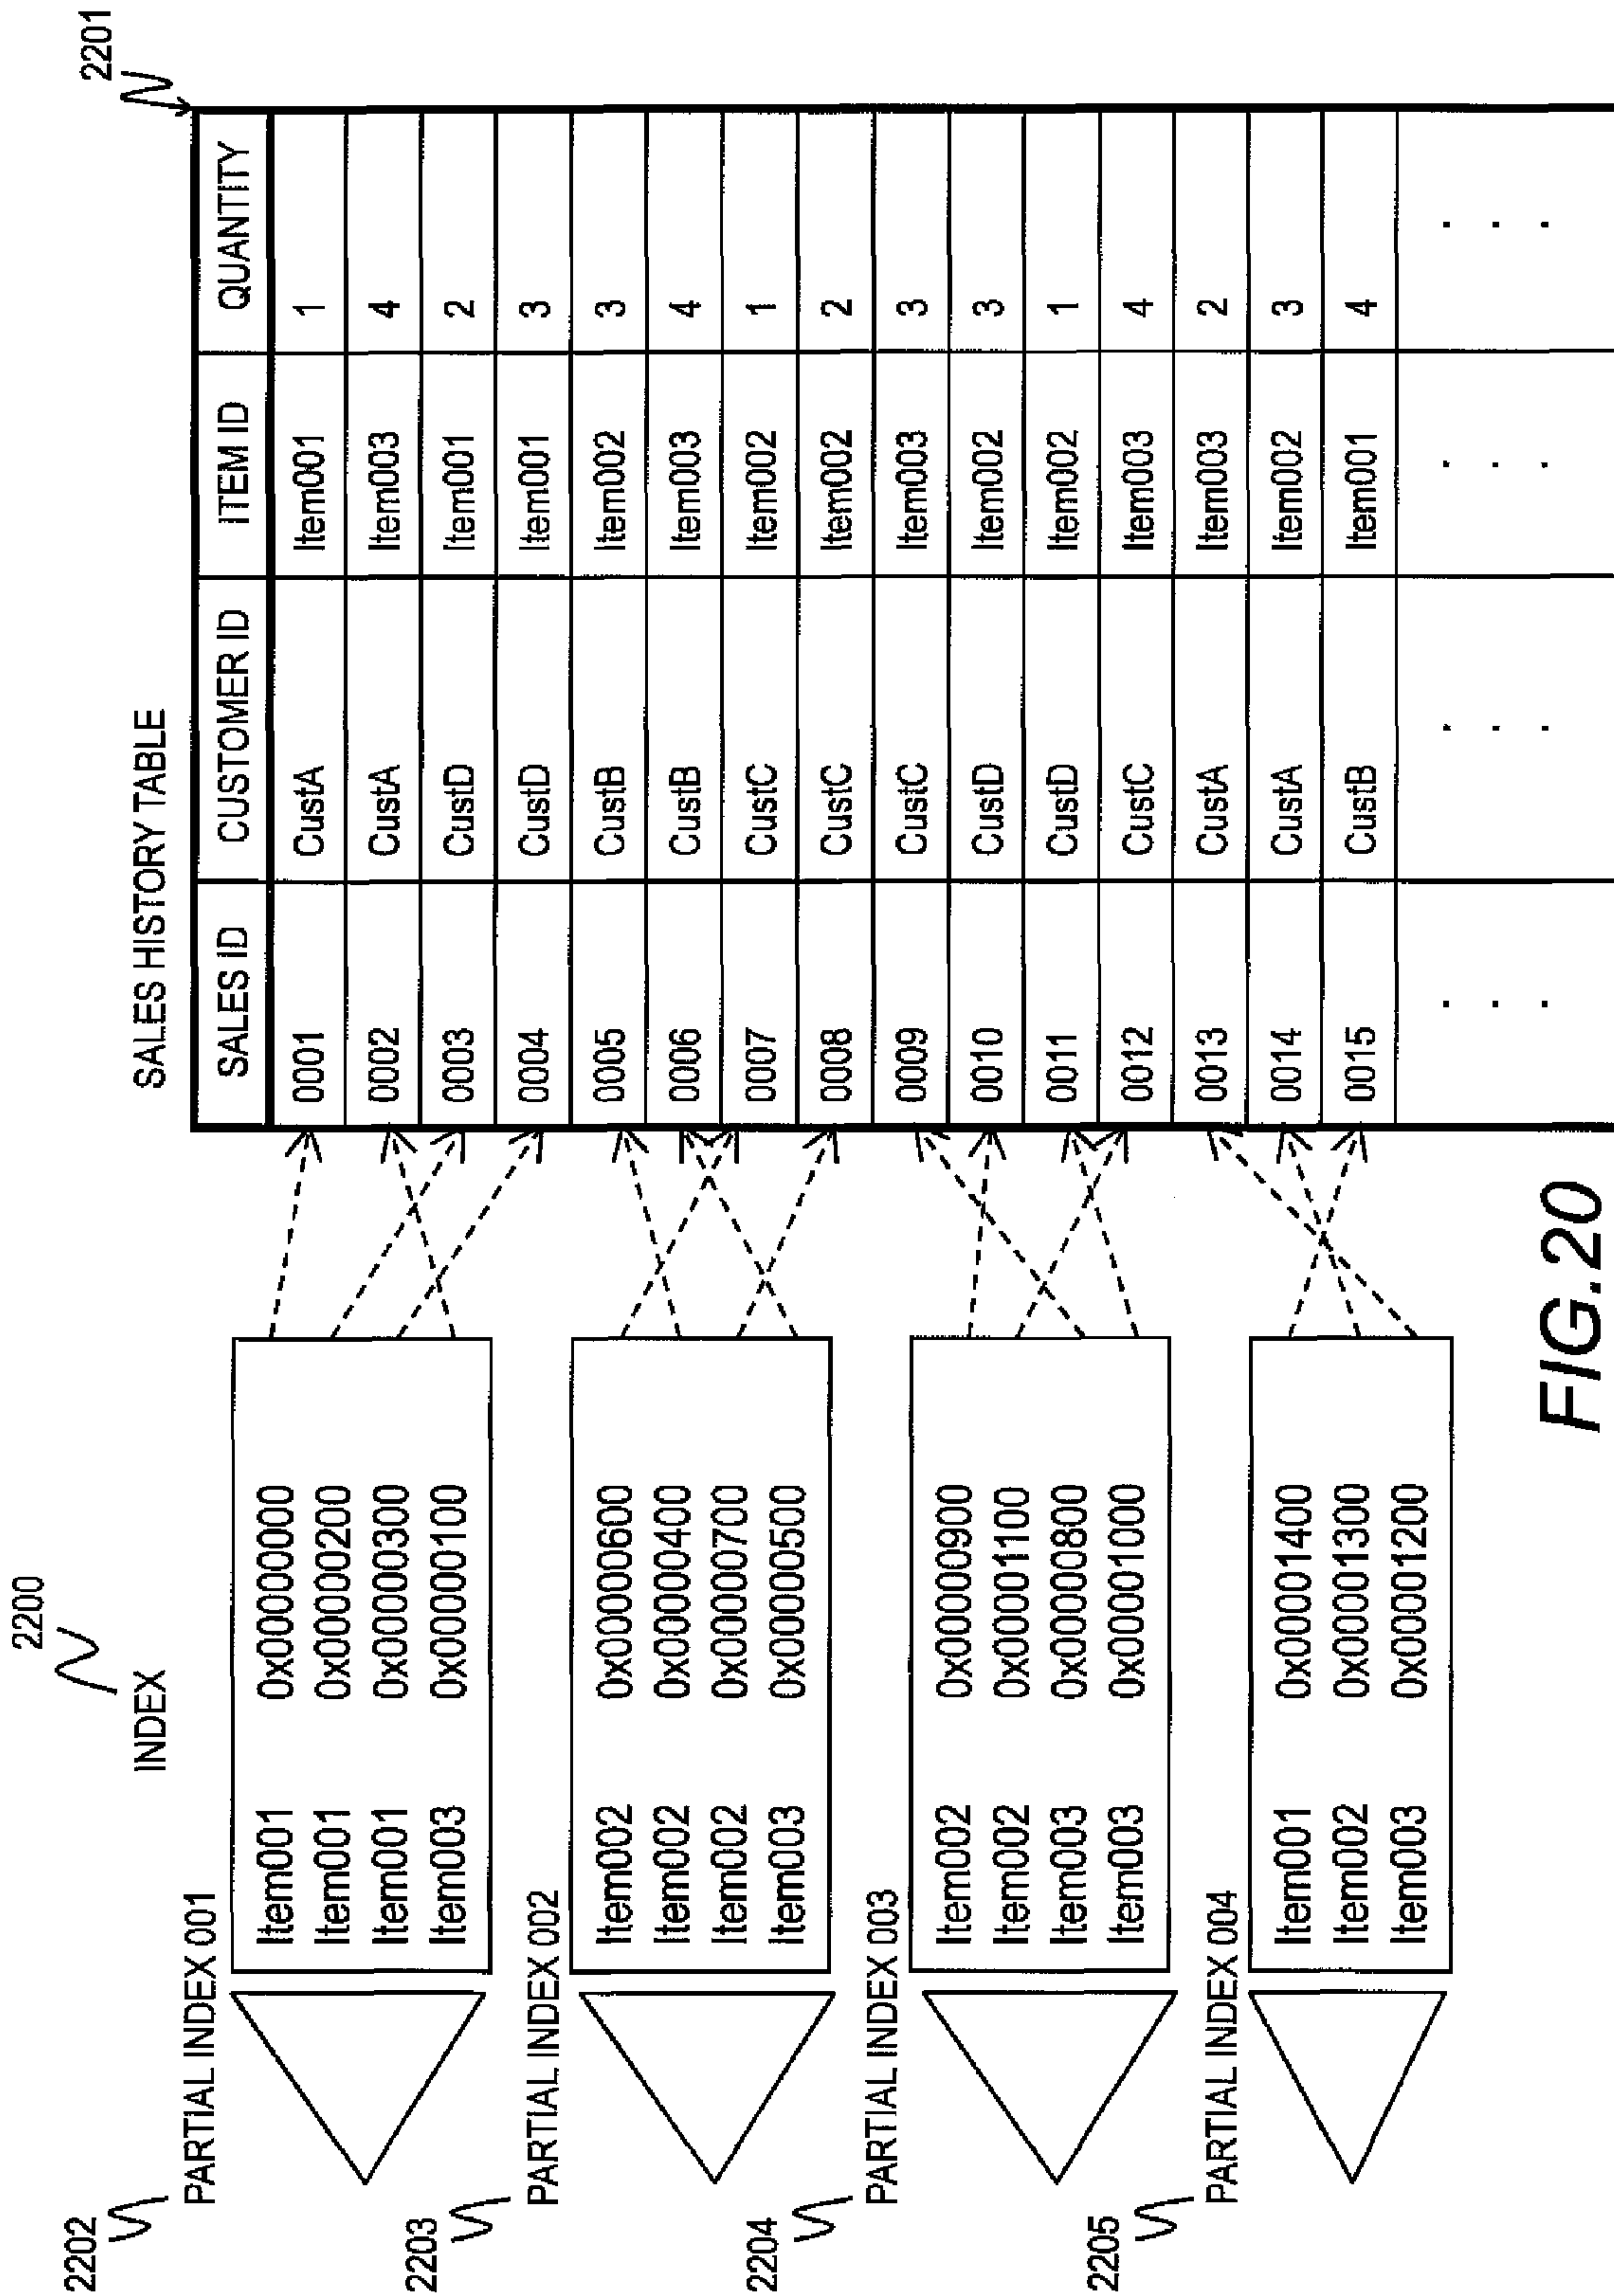 2200
INDEX
2202
PARTIAL INDEX 001
Item001 0x00000000
Item001 0x00000200
Item001 0x00000300
Item003 0x00000100
2203
PARTIAL INDEX 002
Item002 0x00000600
Item002 0x00000400
Item002 0x00000700
Item003 0x00000500
2204
PARTIAL INDEX 003
Item002 0x00000900
Item002 0x00001100
Item003 0x00000800
Item003 0x00001000
2205
PARTIAL INDEX 004
Item001 0x00001400
Item002 0x00001300
Item003 0x00001200
2201
SALES HISTORY TABLE
SALES ID CUSTOMER ID ITEM ID QUANTITY
0001 CustA Item001 1
0002 CustA Item003 4
0003 CustD Item001 2
0004 CustD Item001 3
0005 CustB Item002 3
0006 CustB Item003 4
0007 CustC Item002 1
0008 CustC Item002 2
0009 CustC Item003 3
0010 CustD Item002 3
0011 CustD Item002 1
0012 CustC Item003 4
0013 CustA Item003 2
0014 CustA Item002 3
0015 CustB Item001 4
. . . . . . . . . . . .
FIG.20